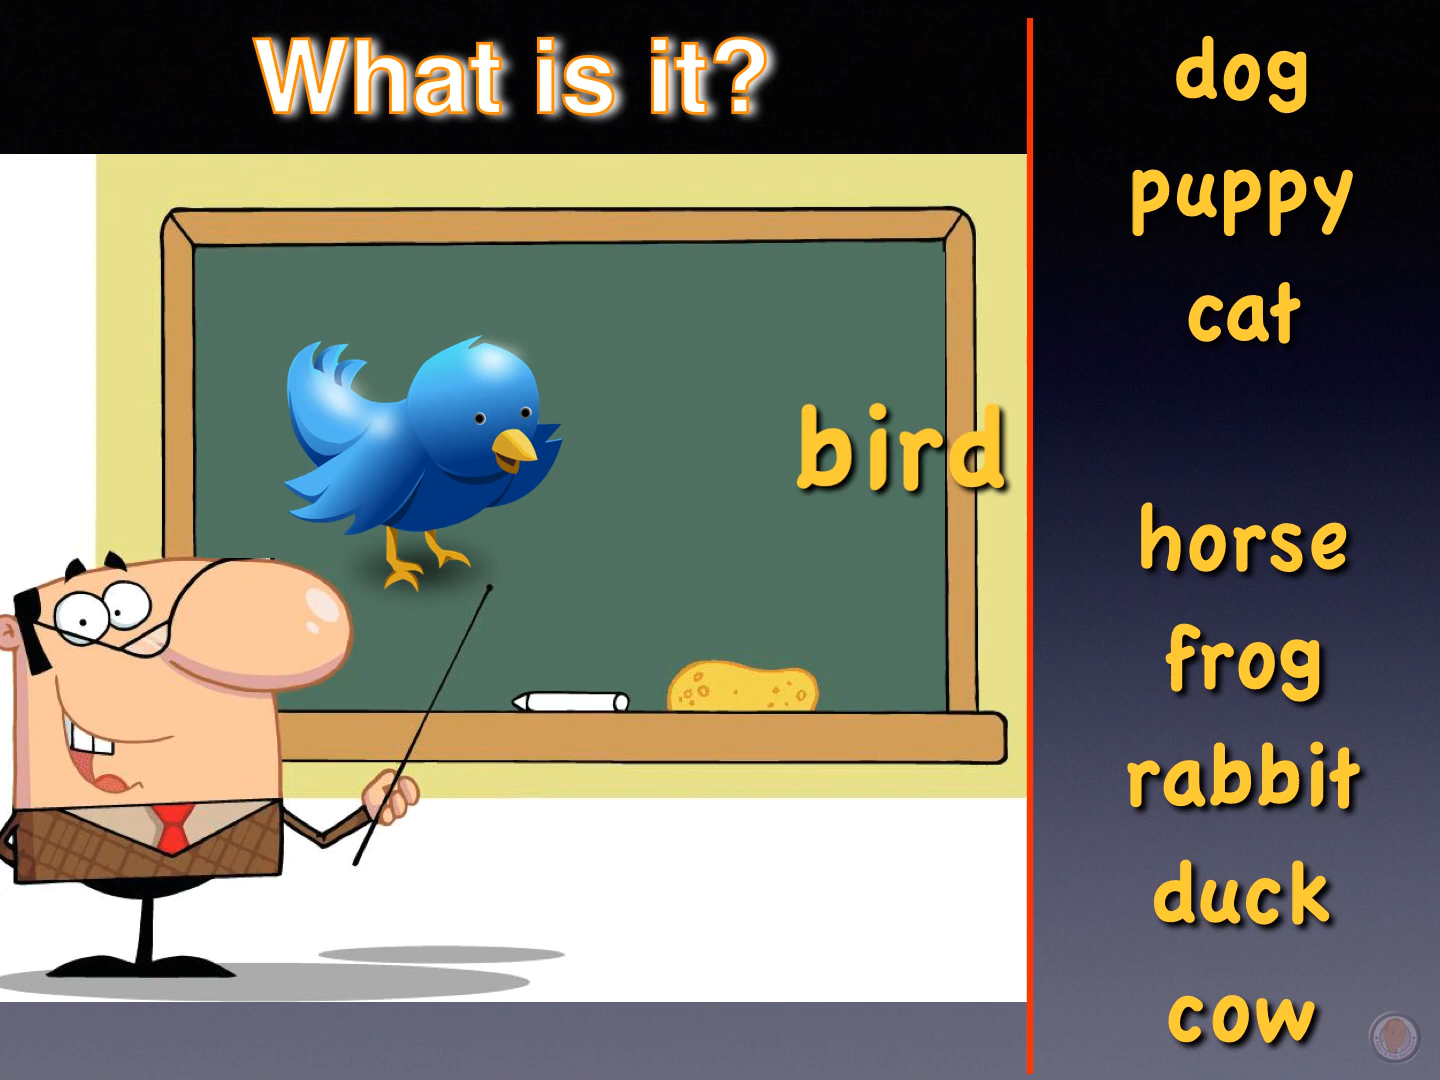 What is it?
bird
dog
puppy
cat
horse
frog
rabbit
duck
cow